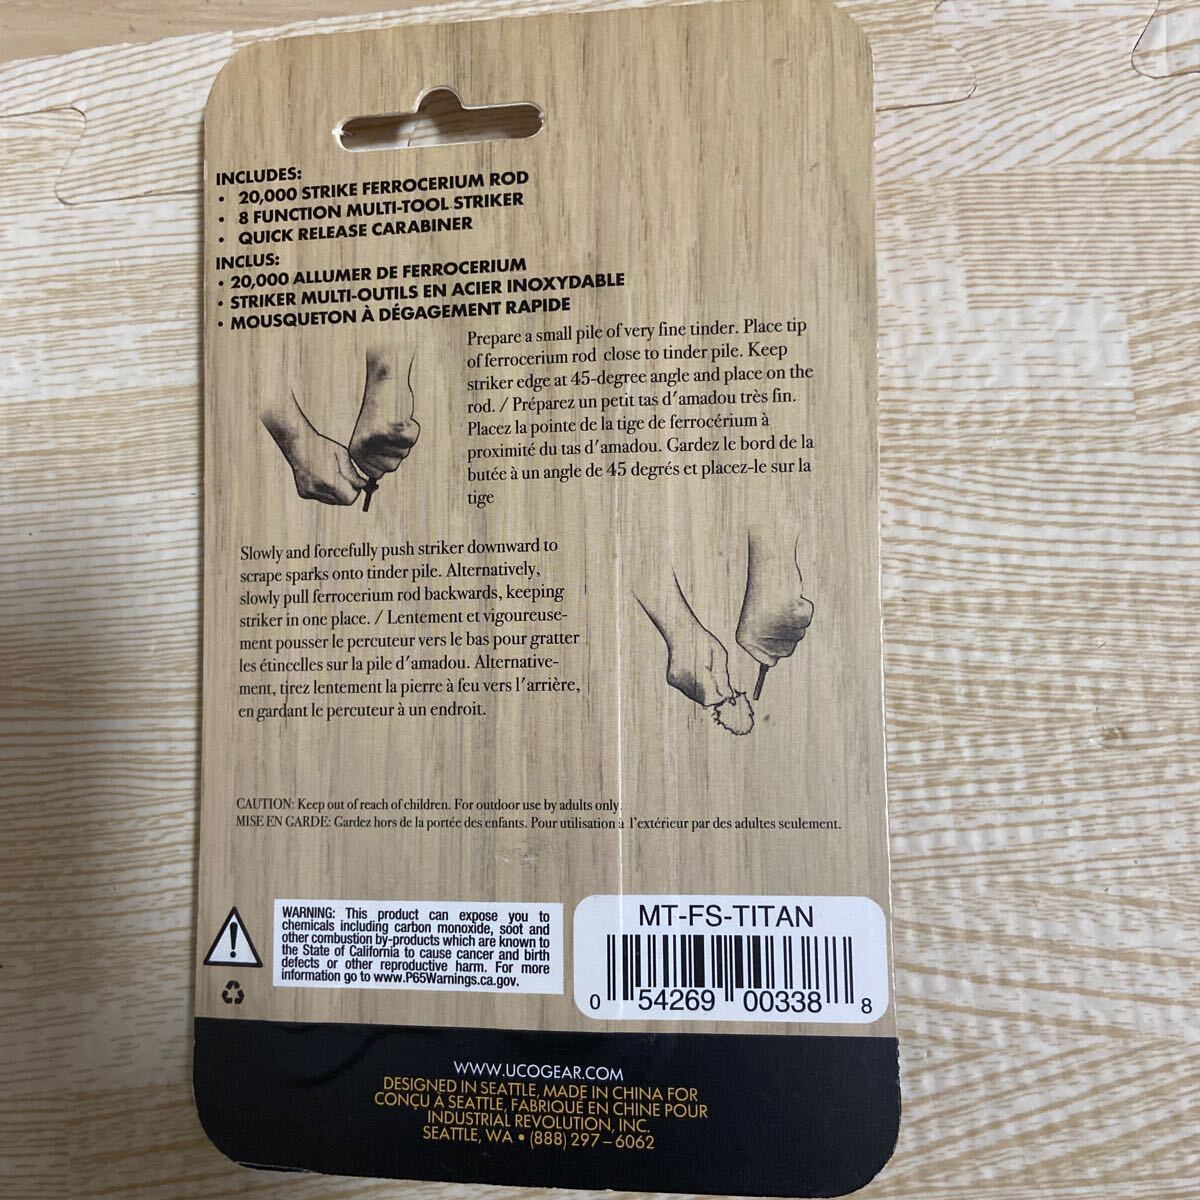 INCLUDES:
• 20,000 STRIKE FERROCERIUM ROD
• 8 FUNCTION MULTI-TOOL STRIKER
• QUICK RELEASE CARABINER
INCLUS:
• 20,000 ALLUMER DE FERROCERIUM
• STRIKER MULTI-OUTILS EN ACIER INOXYDABLE
• MOUSQUETON À DÉGAGEMENT RAPIDE
Prepare a small pile of very fine tinder. Place tip
of ferrocerium rod close to tinder pile. Keep
striker edge at 45-degree angle and place on the
rod. / Préparez un petit tas d'amadou très fin.
Placez la pointe de la tige de ferrocérium à
proximité du tas d'amadou. Gardez le bord de la
butée à un angle de 45 degrés et placez-le sur la
tige
Slowly and forcefully push striker downward to
scrape sparks onto tinder pile. Alternatively,
slowly pull ferrocerium rod backwards, keeping
striker in one place. / Lentement et vigoureuse-
ment pousser le percuteur vers le bas pour gratter
les étincelles sur la pile d'amadou. Alternative-
ment, tirez lentement la pierre à feu vers l'arrière,
en gardant le percuteur à un endroit.
CAUTION: Keep out of reach of children. For outdoor use by adults only.
MISE EN GARDE: Gardez hors de la portée des enfants. Pour utilisation à l'extérieur par des adultes seulement.
WARNING: This product can expose you to
chemicals including carbon monoxide, soot and
other combustion by-products which are known to
the State of California to cause cancer and birth
defects or other reproductive harm. For more
information go to www.P65Warnings.ca.gov.
MT-FS-TITAN
0 54269 00338 8
WWW.UCOGEAR.COM
DESIGNED IN SEATTLE, MADE IN CHINA FOR
CONÇU À SEATTLE, FABRIQUÉ EN CHINE POUR
INDUSTRIAL REVOLUTION, INC.
SEATTLE, WA • (888) 297-6062